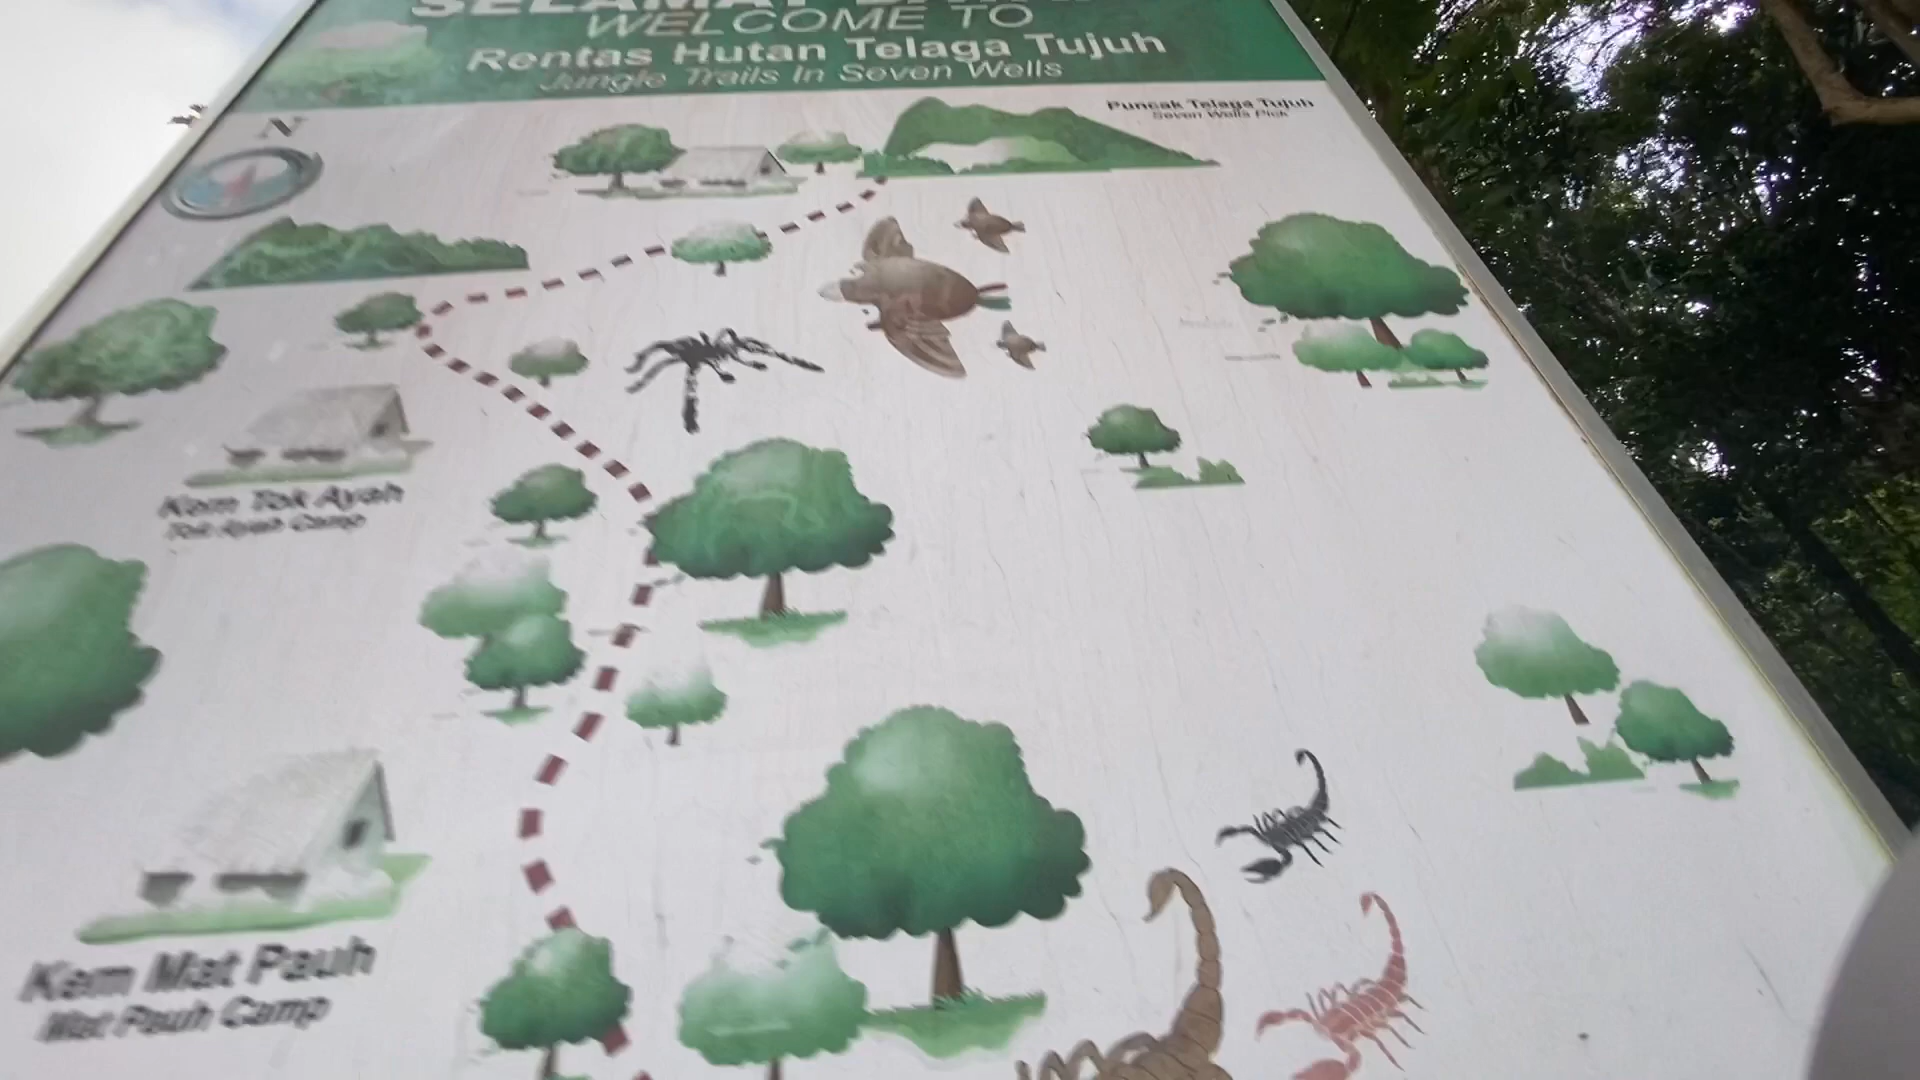 SELAMAT
WELCOME TO
Rentas Hutan Telaga Tujuh
Jungle Trails In Seven Wells
Puncak Telaga Tujuh
Seven Wells Pick
N
Kem Tok Ayah
Tok Ayah Camp
Kem Mat Pauh
Mat Pauh Camp